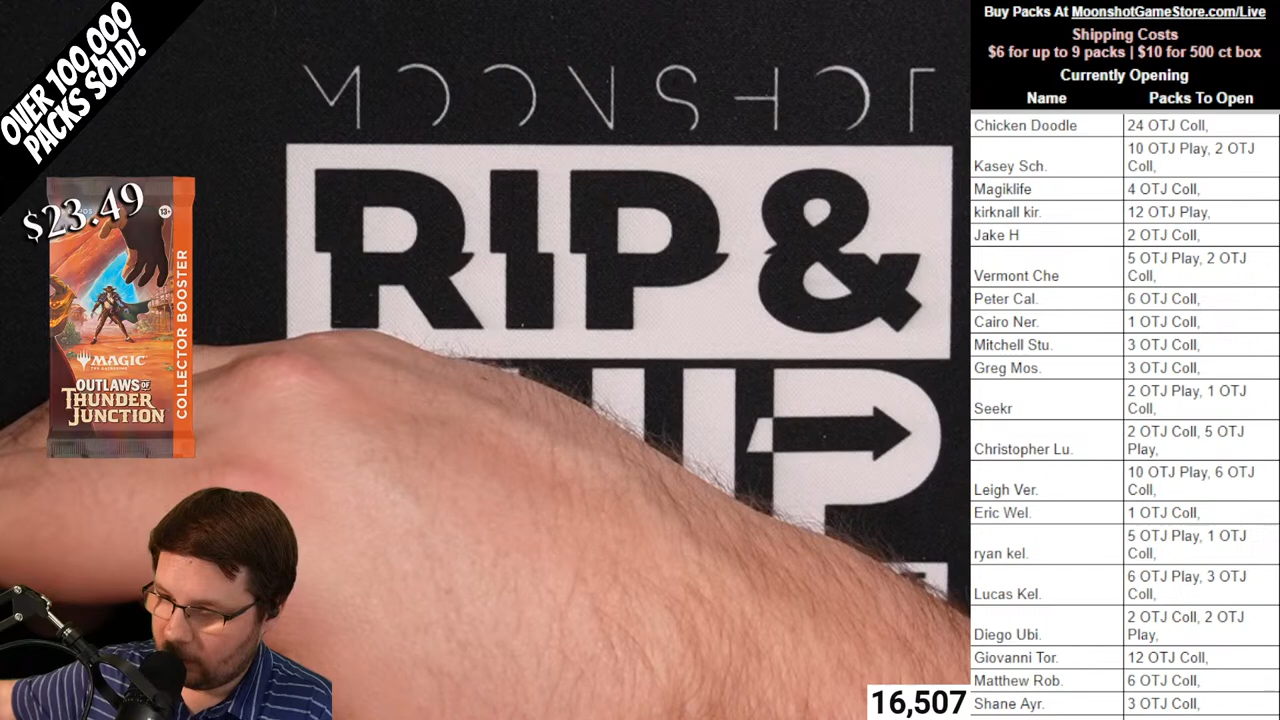 OVER 100,000
PACKS SOLD!
$23.49
13+
MAGIC
THE GATHERING
OUTLAWS OF
THUNDER
JUNCTION
COLLECTOR BOOSTER
MOONSHOT
RIP &
16,507
Buy Packs At MoonshotGameStore.com/Live
Shipping Costs
$6 for up to 9 packs | $10 for 500 ct box
Currently Opening
Name Packs To Open
Chicken Doodle 24 OTJ Coll,
Kasey Sch. 10 OTJ Play, 2 OTJ
Coll,
Magiklife 4 OTJ Coll,
kirknall kir. 12 OTJ Play,
Jake H 2 OTJ Coll,
Vermont Che 5 OTJ Play, 2 OTJ
Coll,
Peter Cal. 6 OTJ Coll,
Cairo Ner. 1 OTJ Coll,
Mitchell Stu. 3 OTJ Coll,
Greg Mos. 3 OTJ Coll,
Seekr 2 OTJ Play, 1 OTJ
Coll,
Christopher Lu. 2 OTJ Coll, 5 OTJ
Play,
Leigh Ver. 10 OTJ Play, 6 OTJ
Coll,
Eric Wel. 1 OTJ Coll,
ryan kel. 5 OTJ Play, 1 OTJ
Coll,
Lucas Kel. 6 OTJ Play, 3 OTJ
Coll,
Diego Ubi. 2 OTJ Coll, 2 OTJ
Play,
Giovanni Tor. 12 OTJ Coll,
Matthew Rob. 6 OTJ Coll,
Shane Ayr. 3 OTJ Coll,